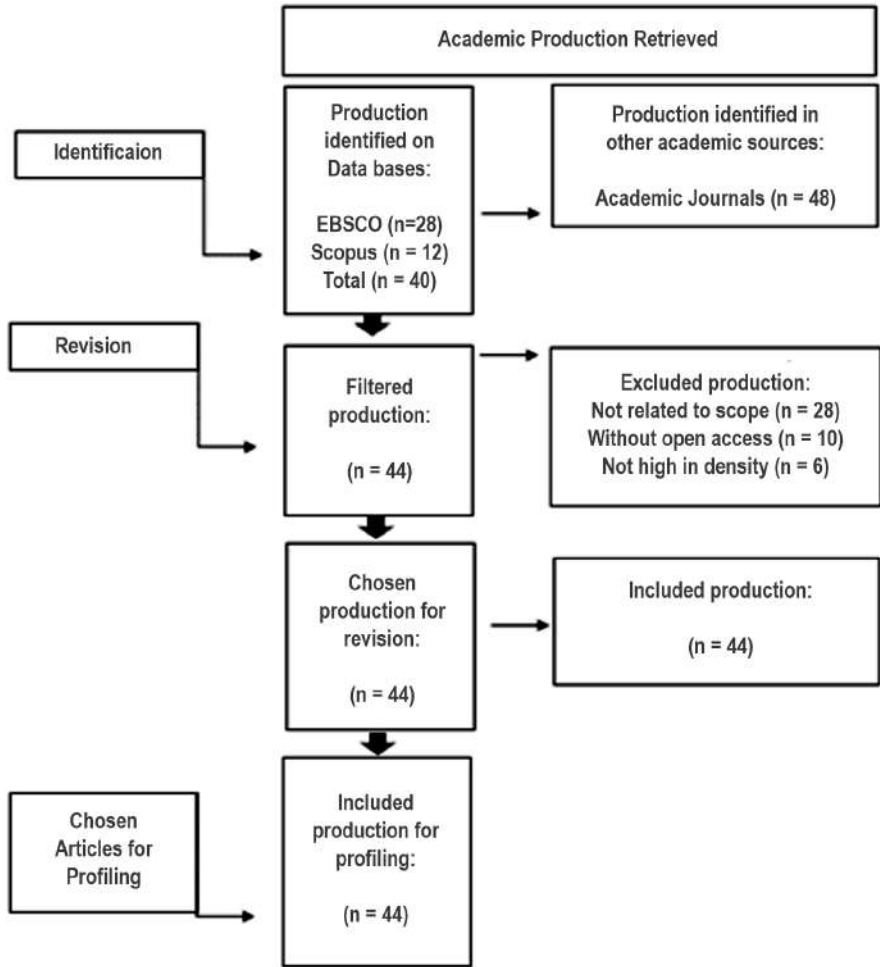 Academic Production Retrieved
Identificaion
Production
identified on
Data bases:
EBSCO (n=28)
Scopus (n = 12)
Total (n = 40)
Production identified in
other academic sources:
Academic Journals (n = 48)
Revision
Filtered
production:
(n = 44)
Excluded production:
Not related to scope (n = 28)
Without open access (n = 10)
Not high in density (n = 6)
Chosen
production for
revision:
(n = 44)
Included production:
(n = 44)
Chosen
Articles for
Profiling
Included
production for
profiling:
(n = 44)